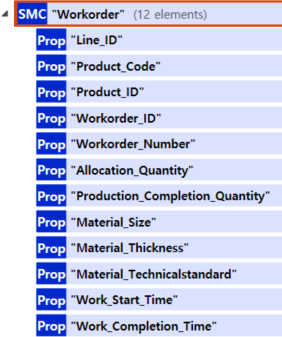 SMC "Workorder" (12 elements)
Prop "Line_ID"
Prop "Product_Code"
Prop "Product_ID"
Prop "Workorder_ID"
Prop "Workorder_Number"
Prop "Allocation_Quantity"
Prop "Production_Completion_Quantity"
Prop "Material_Size"
Prop "Material_Thickness"
Prop "Material_Technicalstandard"
Prop "Work_Start_Time"
Prop "Work_Completion_Time"